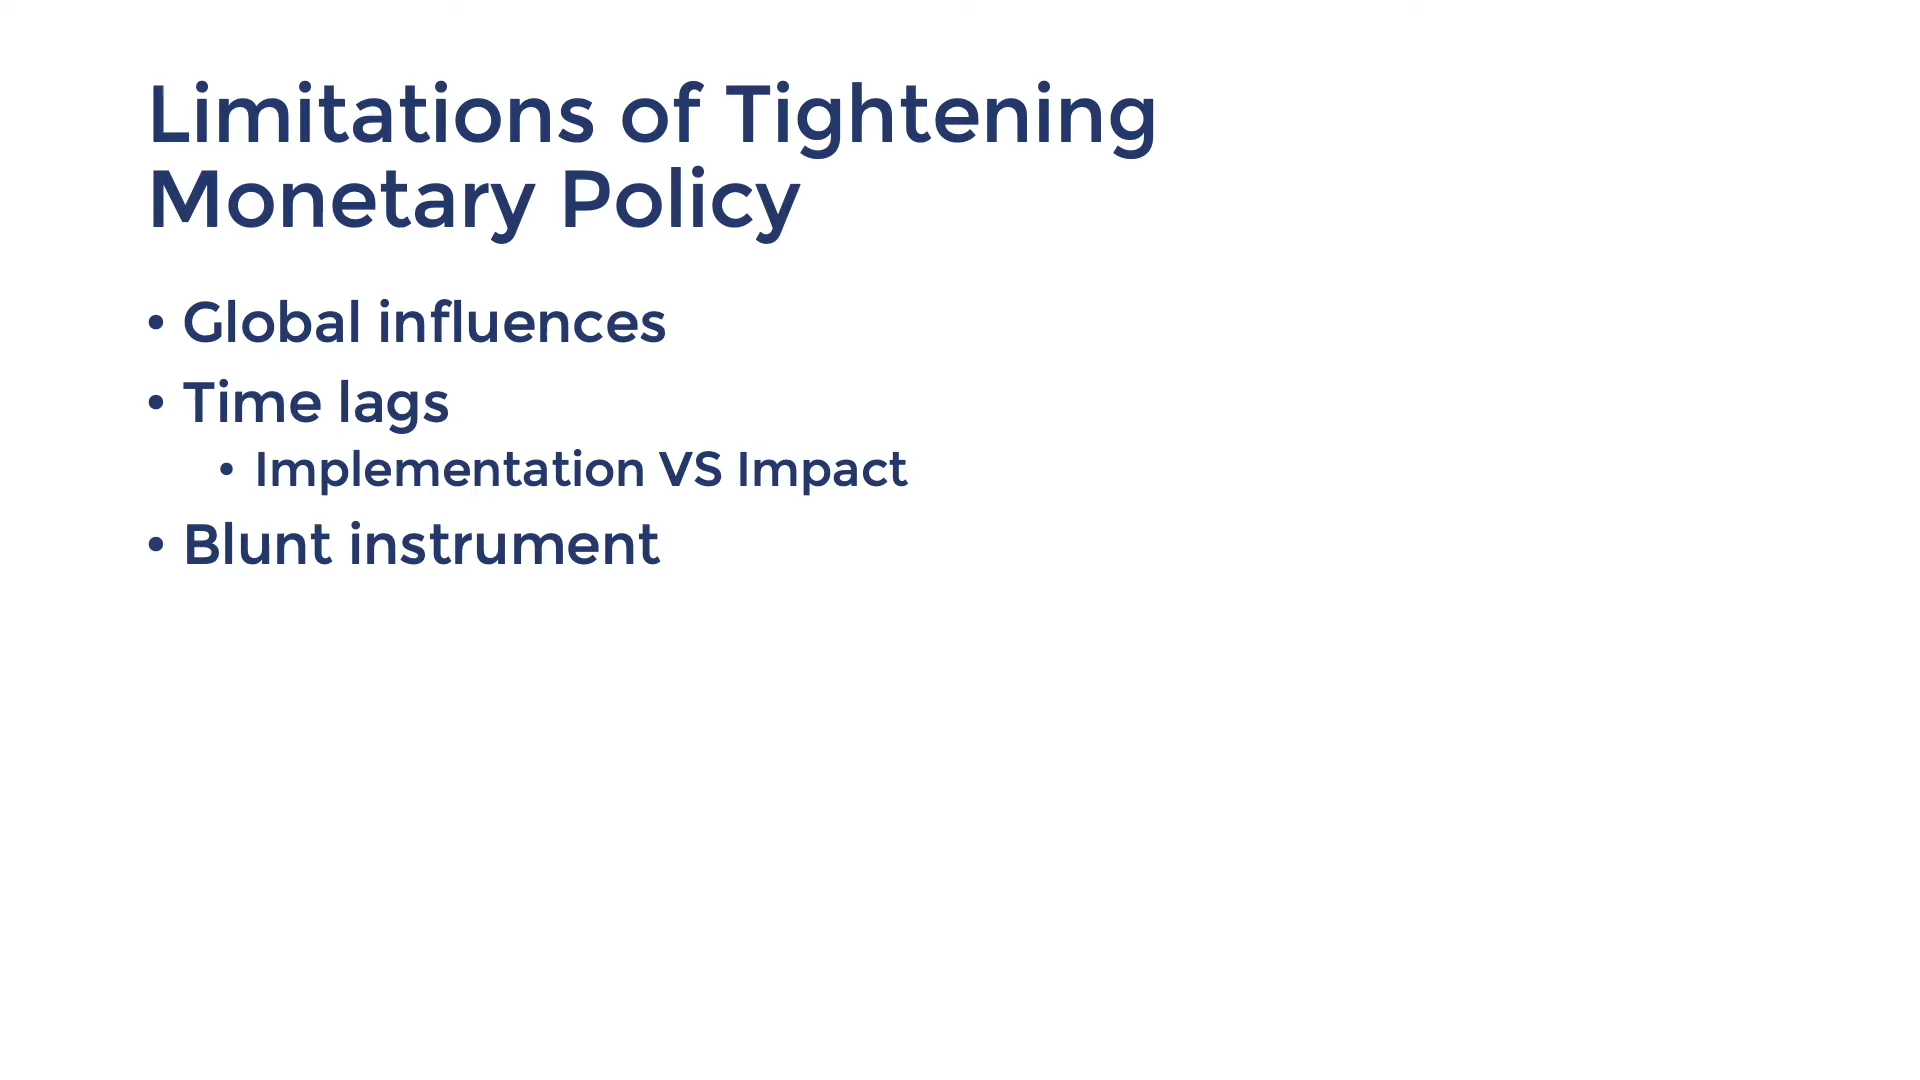 Limitations of Tightening
Monetary Policy
• Global influences
• Time lags
• Implementation VS Impact
• Blunt instrument